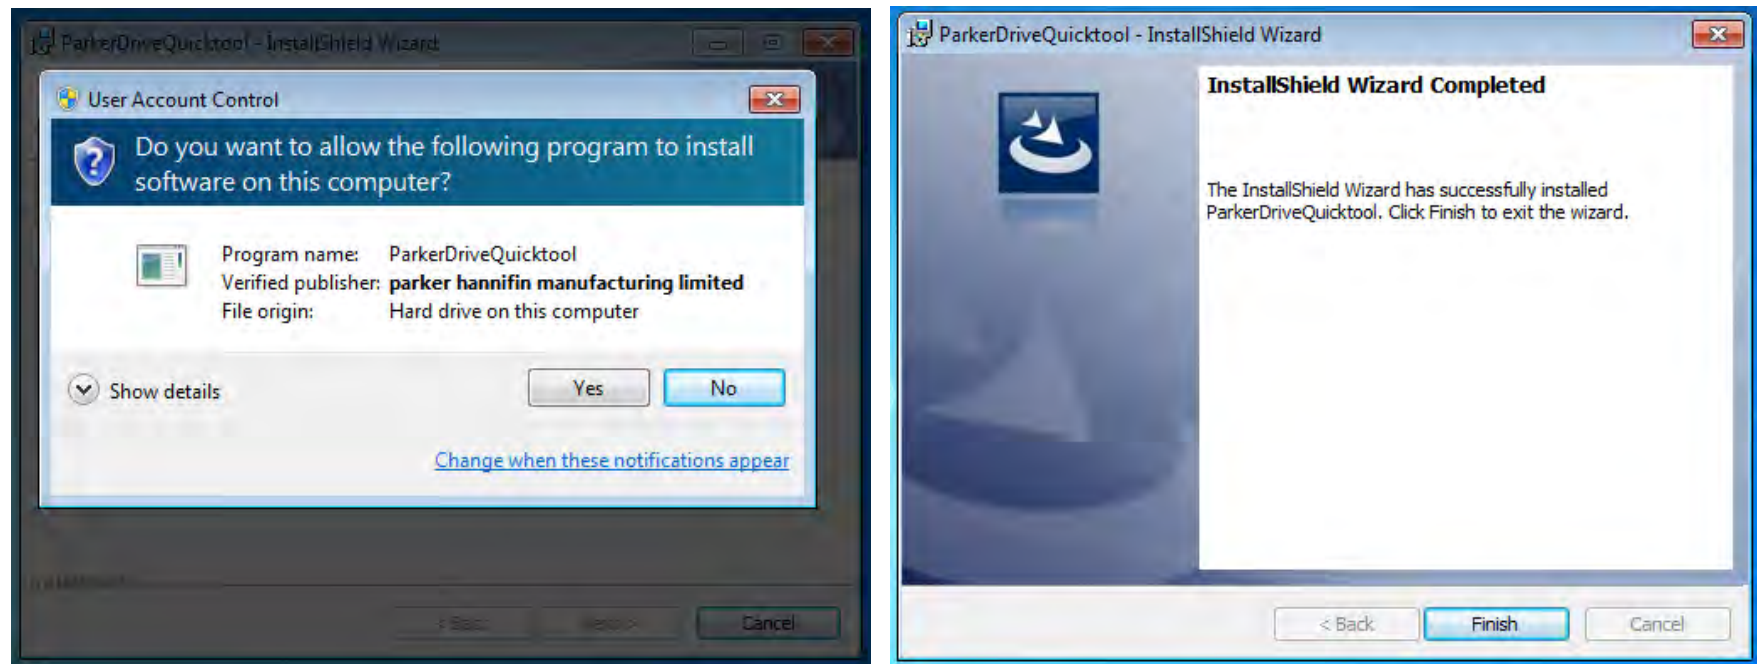 ParkerDriveQuicktool - InstallShield Wizard
User Account Control
Do you want to allow the following program to install
software on this computer?
Program name: ParkerDriveQuicktool
Verified publisher: parker hannifin manufacturing limited
File origin: Hard drive on this computer
Show details
Yes
No
Change when these notifications appear
InstallShield
< Back
Next >
Cancel
ParkerDriveQuicktool - InstallShield Wizard
InstallShield Wizard Completed
The InstallShield Wizard has successfully installed
ParkerDriveQuicktool. Click Finish to exit the wizard.
< Back
Finish
Cancel